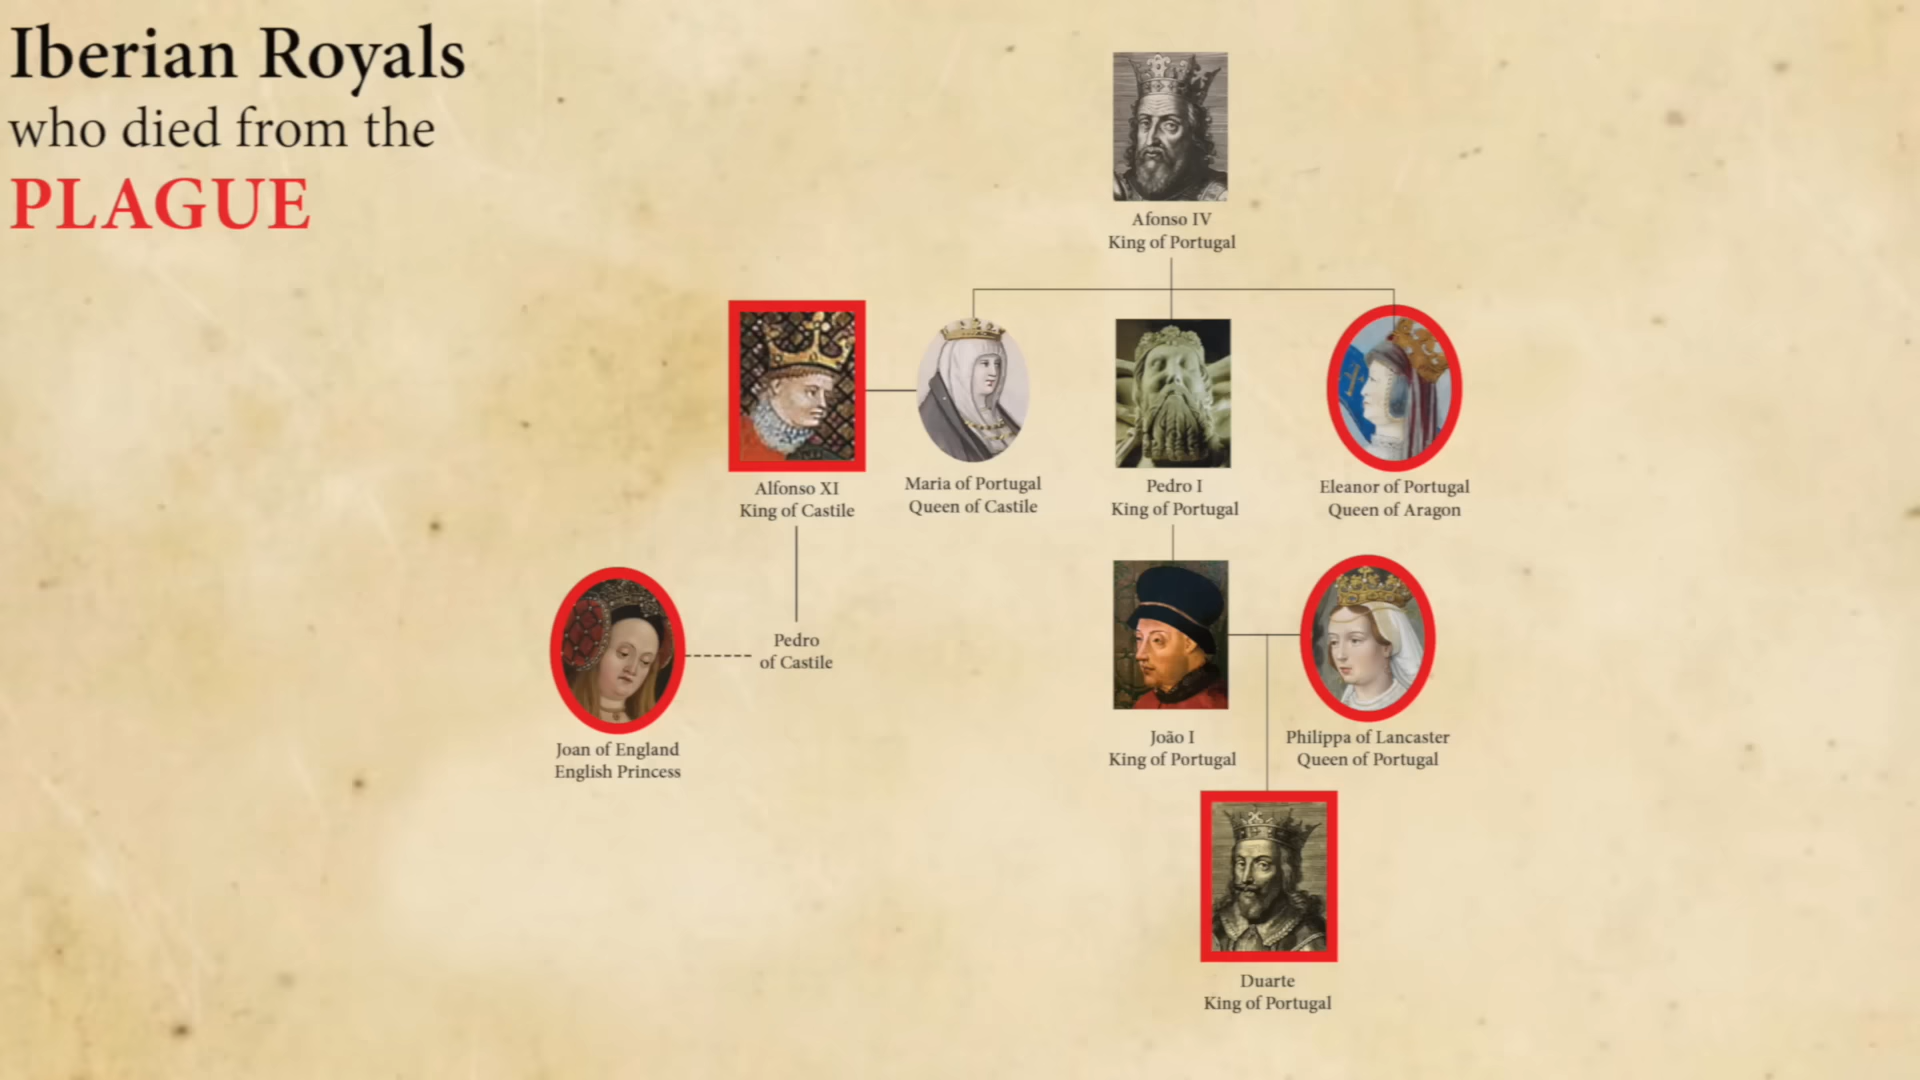 Iberian Royals
who died from the
PLAGUE
Afonso IV
King of Portugal
Alfonso XI
King of Castile
Maria of Portugal
Queen of Castile
Pedro I
King of Portugal
Eleanor of Portugal
Queen of Aragon
Joan of England
English Princess
Pedro
of Castile
João I
King of Portugal
Philippa of Lancaster
Queen of Portugal
Duarte
King of Portugal